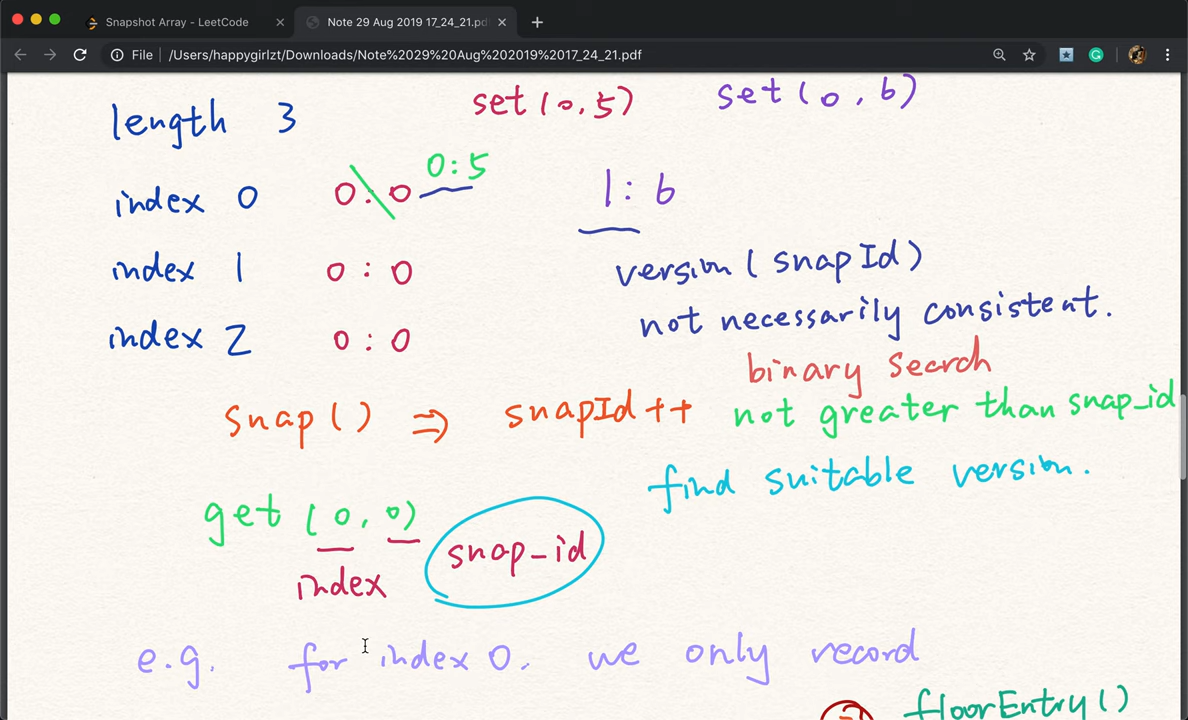 Snapshot Array - LeetCode
Note 29 Aug 2019 17_24_21.pd
File
/Users/happygirlzt/Downloads/Note%2029%20Aug%202019%2017_24_21.pdf
length 3
set(0,5)
set(0,6)
index 0
0:0
0:5
1:6
index 1
0:0
version(snapId)
index 2
0:0
not necessarily consistent.
binary search
snap() ⇒ snapId++
not greater than snap_id
find suitable version.
get(0,0)
snap_id
index
e.g. for index 0, we only record
floorEntry()